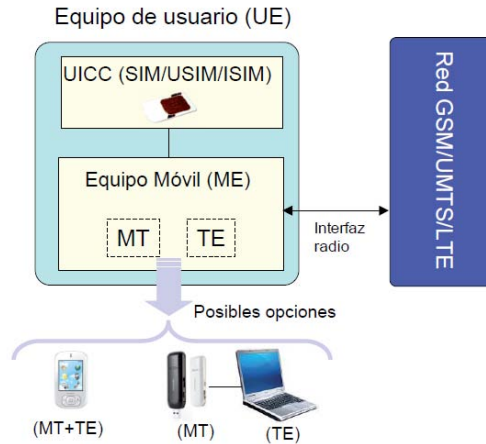 Equipo de usuario (UE)
UICC (SIM/USIM/ISIM)
Equipo Móvil (ME)
MT
TE
Interfaz
radio
Red GSM/UMTS/LTE
Posibles opciones
(MT+TE)
(MT)
(TE)